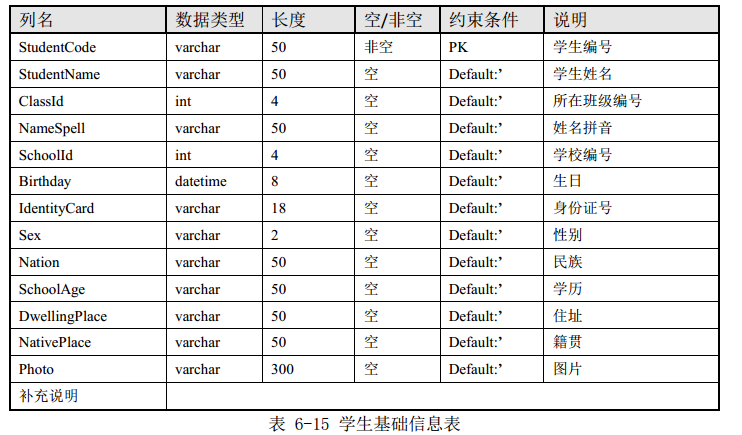 列名 数据类型 长度 空/非空 约束条件 说明
StudentCode varchar 50 非空 PK 学生编号
StudentName varchar 50 空 Default:’ 学生姓名
ClassId int 4 空 Default:’ 所在班级编号
NameSpell varchar 50 空 Default:’ 姓名拼音
SchoolId int 4 空 Default:’ 学校编号
Birthday datetime 8 空 Default:’ 生日
IdentityCard varchar 18 空 Default:’ 身份证号
Sex varchar 2 空 Default:’ 性别
Nation varchar 50 空 Default:’ 民族
SchoolAge varchar 50 空 Default:’ 学历
DwellingPlace varchar 50 空 Default:’ 住址
NativePlace varchar 50 空 Default:’ 籍贯
Photo varchar 300 空 Default:’ 图片
补充说明
表 6-15 学生基础信息表